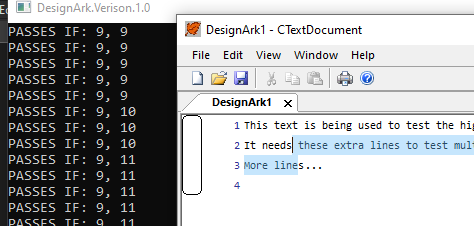 DesignArk.Verison.1.0
PASSES IF: 9, 9
PASSES IF: 9, 9
PASSES IF: 9, 9
PASSES IF: 9, 9
PASSES IF: 9, 9
PASSES IF: 9, 10
PASSES IF: 9, 10
PASSES IF: 9, 10
PASSES IF: 9, 11
PASSES IF: 9, 11
PASSES IF: 9, 11
PASSES IF: 9, 11
DesignArk1 - CTextDocument
File Edit View Window Help
DesignArk1 ×
1 This text is being used to test the hig
2 It needs these extra lines to test mult
3 More lines...
4